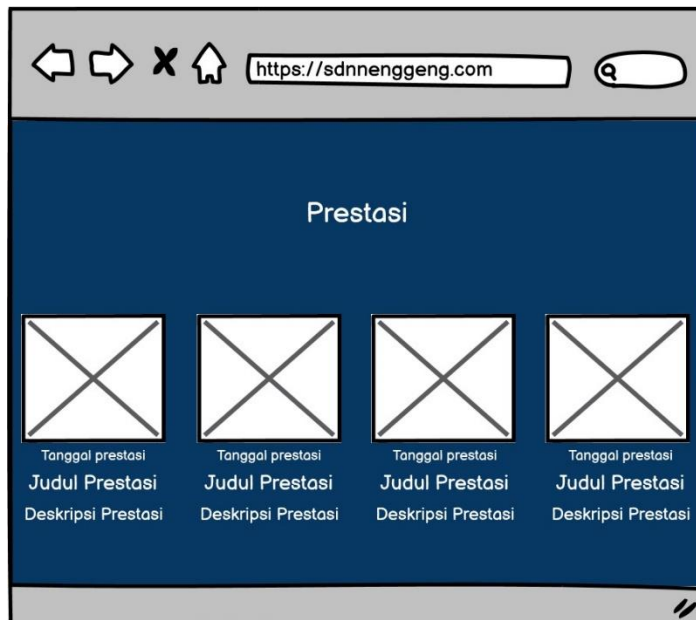 https://sdnnenggeng.com
Prestasi
Tanggal prestasi Tanggal prestasi Tanggal prestasi Tanggal prestasi
Judul Prestasi Judul Prestasi Judul Prestasi Judul Prestasi
Deskripsi Prestasi Deskripsi Prestasi Deskripsi Prestasi Deskripsi Prestasi